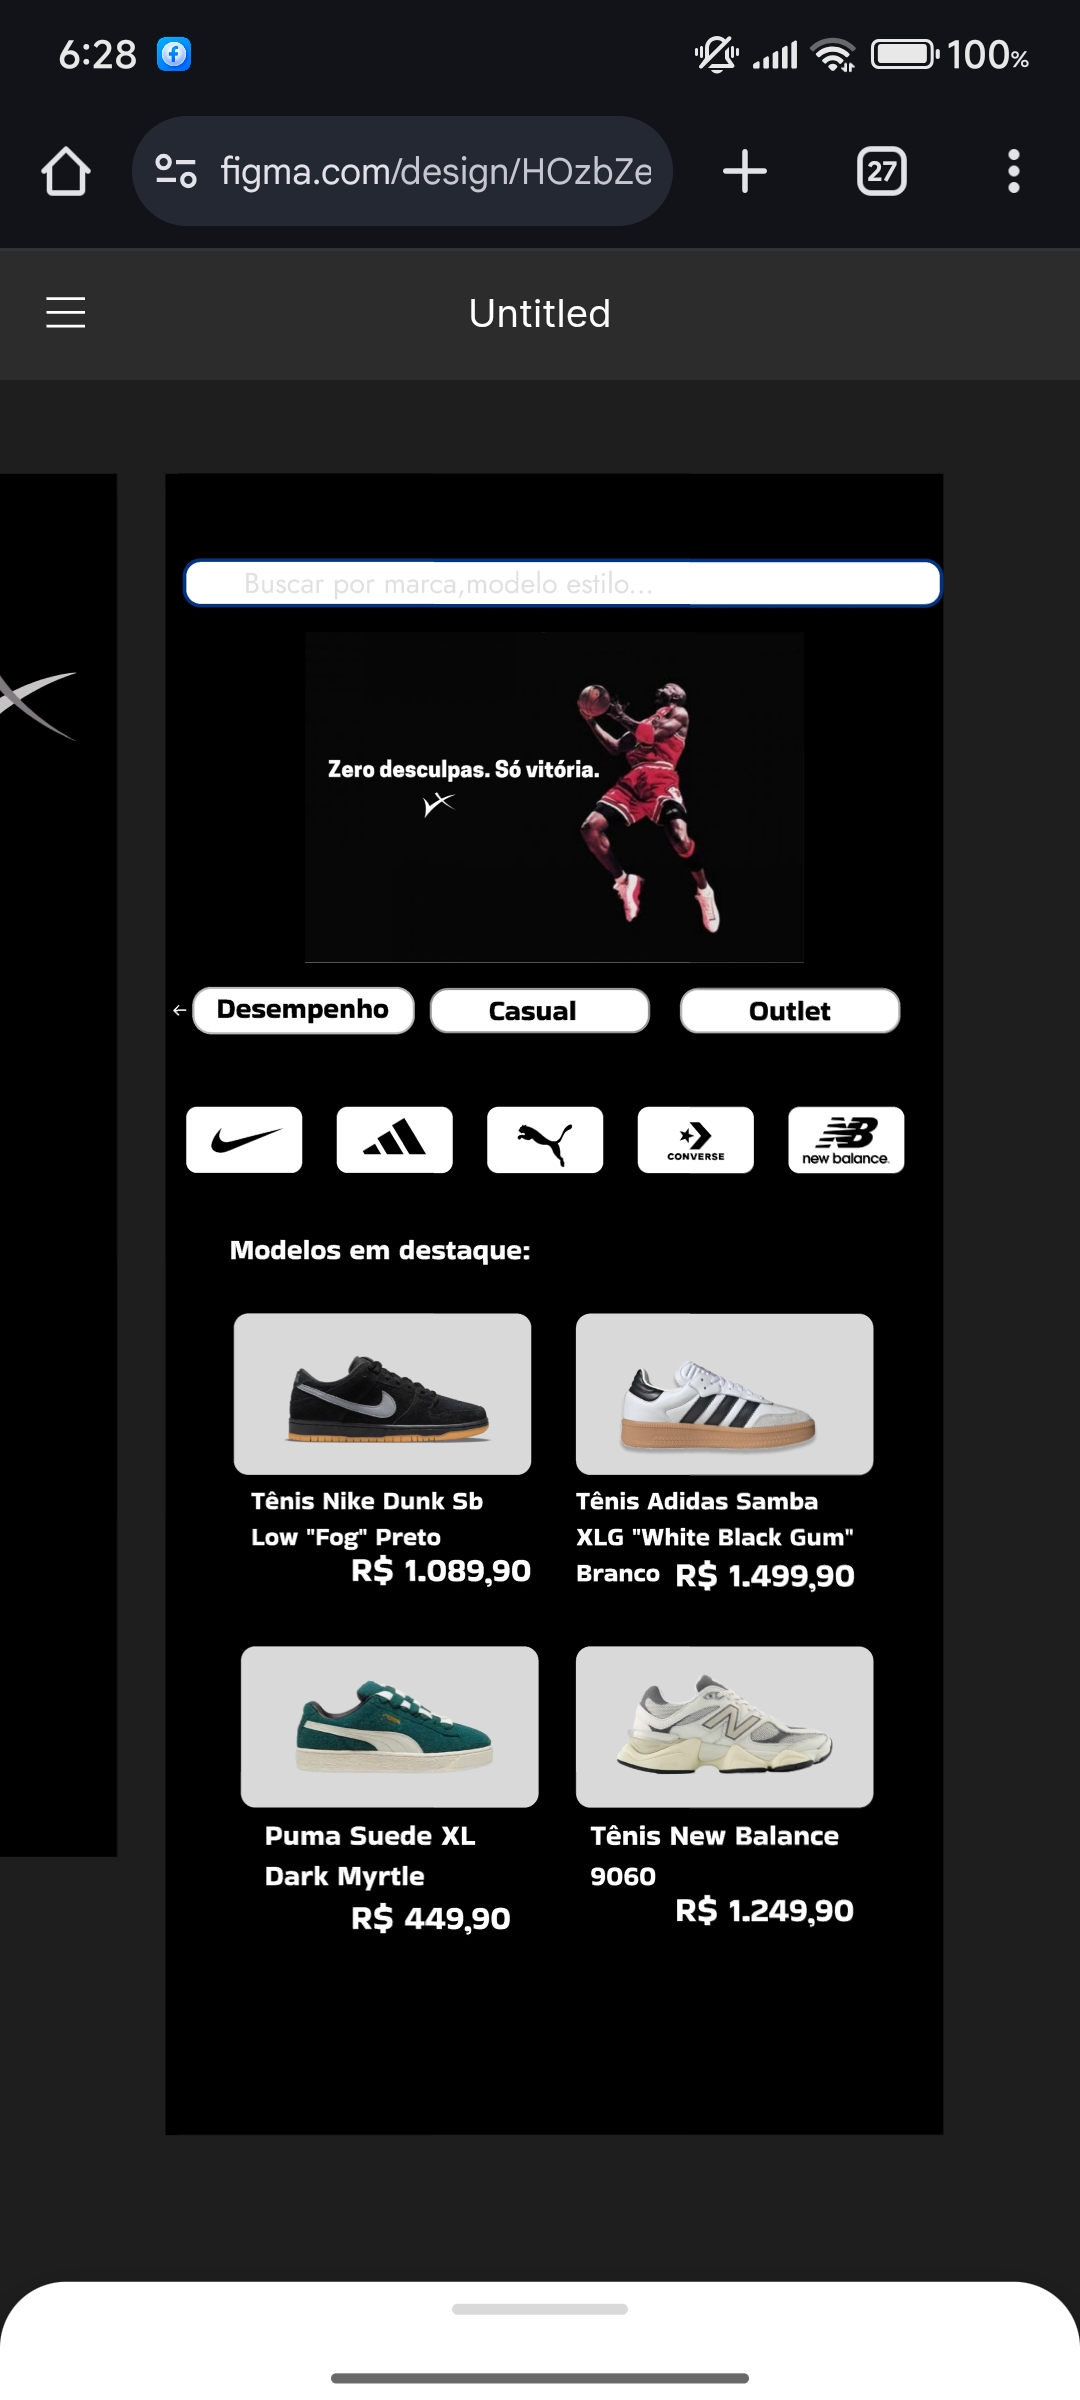 6:28
100%
figma.com/design/HOzbZe
27
Untitled
Buscar por marca,modelo estilo...
Zero desculpas. Só vitória.
Desempenho
Casual
Outlet
CONVERSE
NB
new balance.
Modelos em destaque:
Tênis Nike Dunk Sb
Low "Fog" Preto
R$ 1.089,90
Tênis Adidas Samba
XLG "White Black Gum"
Branco R$ 1.499,90
Puma Suede XL
Dark Myrtle
R$ 449,90
Tênis New Balance
9060
R$ 1.249,90